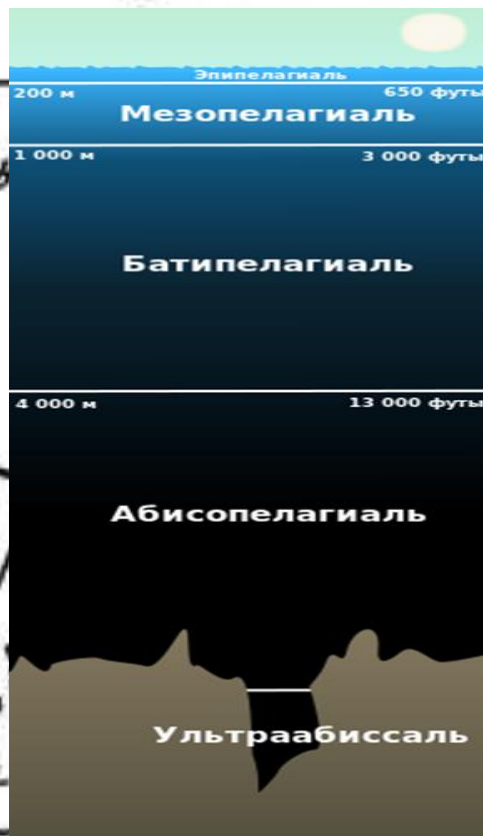 Эпипелагиаль
200 м 650 футы
Мезопелагиаль
1 000 м 3 000 футы
Батипелагиаль
4 000 м 13 000 футы
Абисопелагиаль
Ультраабиссаль